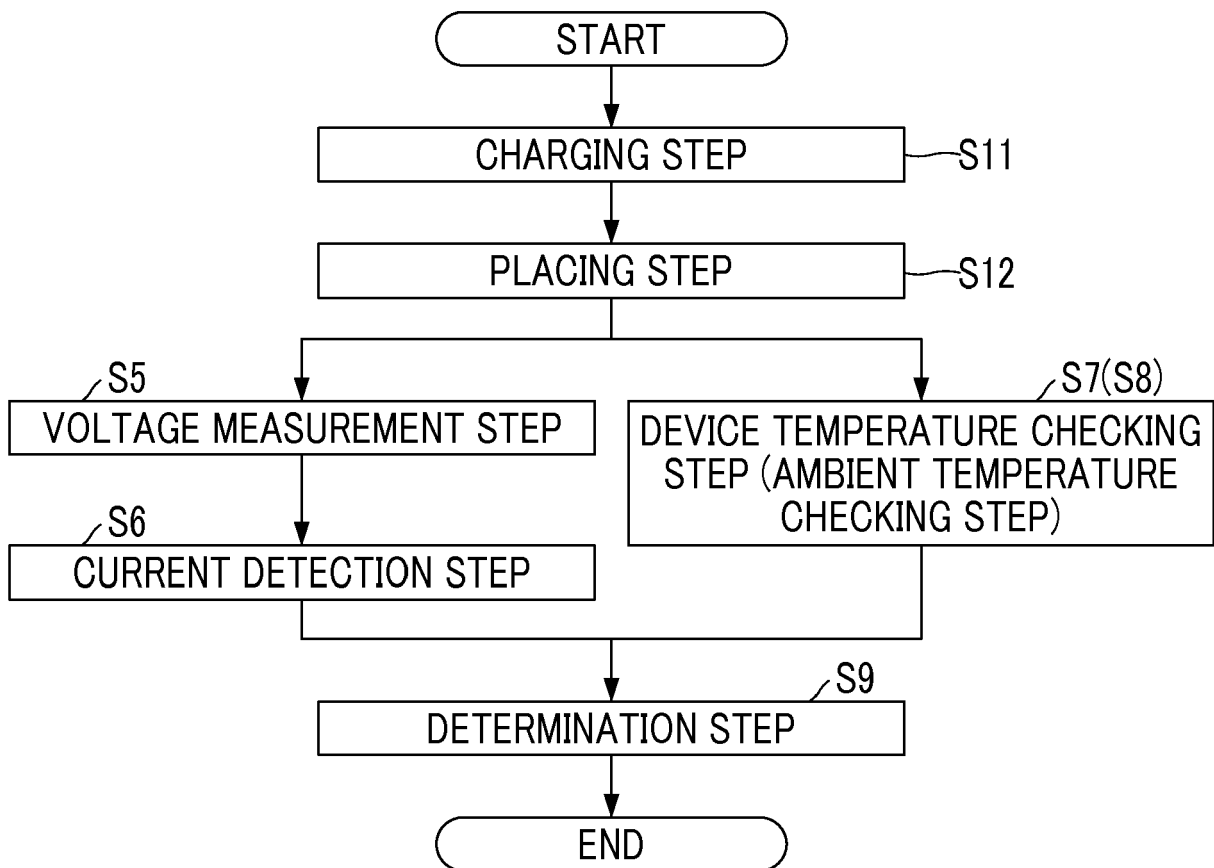 START
CHARGING STEP
S11
PLACING STEP
S12
S5
VOLTAGE MEASUREMENT STEP
S6
CURRENT DETECTION STEP
S7(S8)
DEVICE TEMPERATURE CHECKING
STEP (AMBIENT TEMPERATURE
CHECKING STEP)
S9
DETERMINATION STEP
END